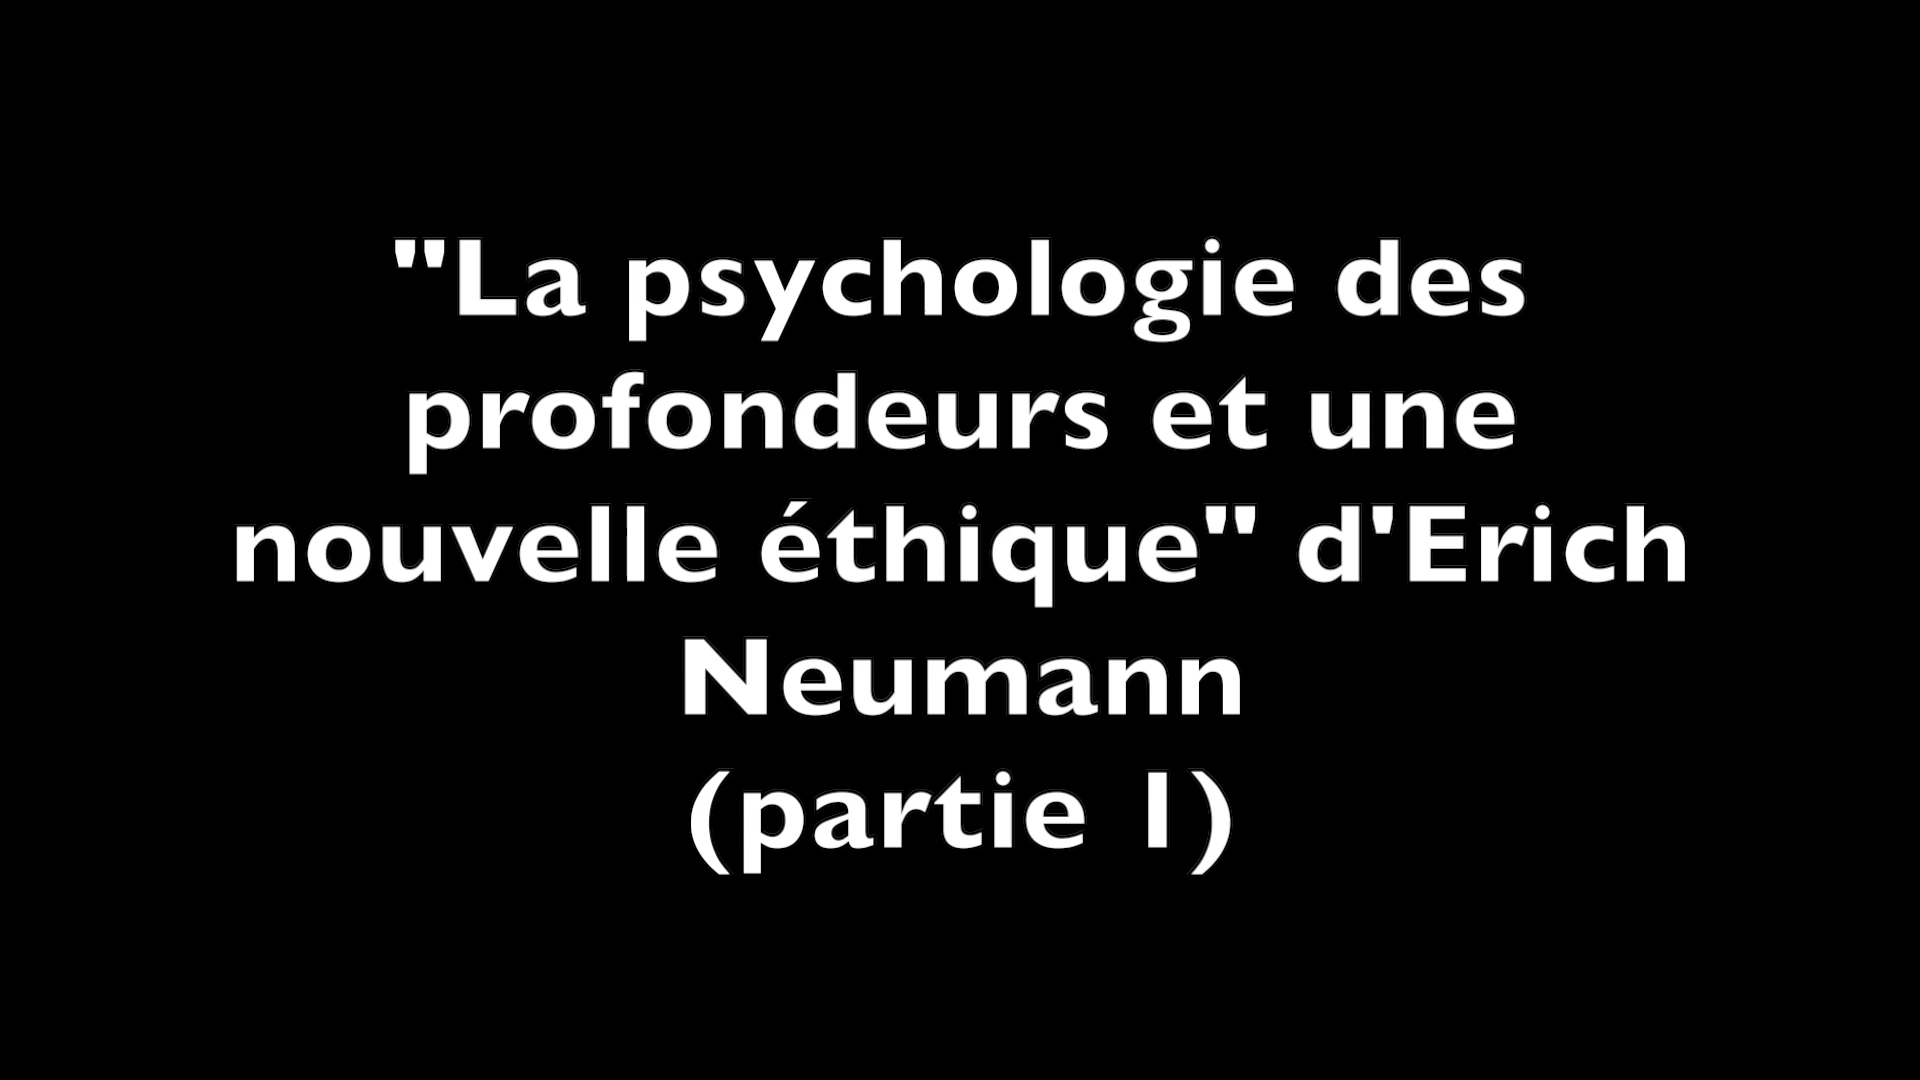 "La psychologie des
profondeurs et une
nouvelle éthique" d'Erich
Neumann
(partie 1)